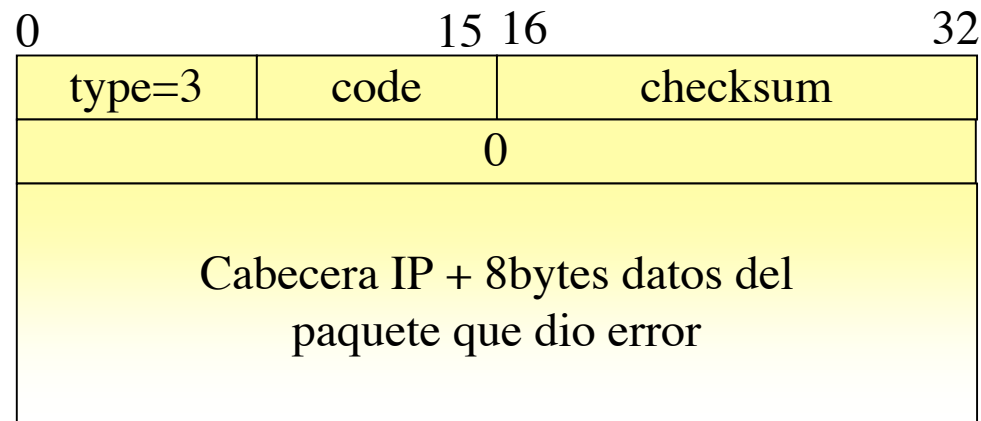 0 15 16 32
type=3 code checksum
0
Cabecera IP + 8bytes datos del
paquete que dio error